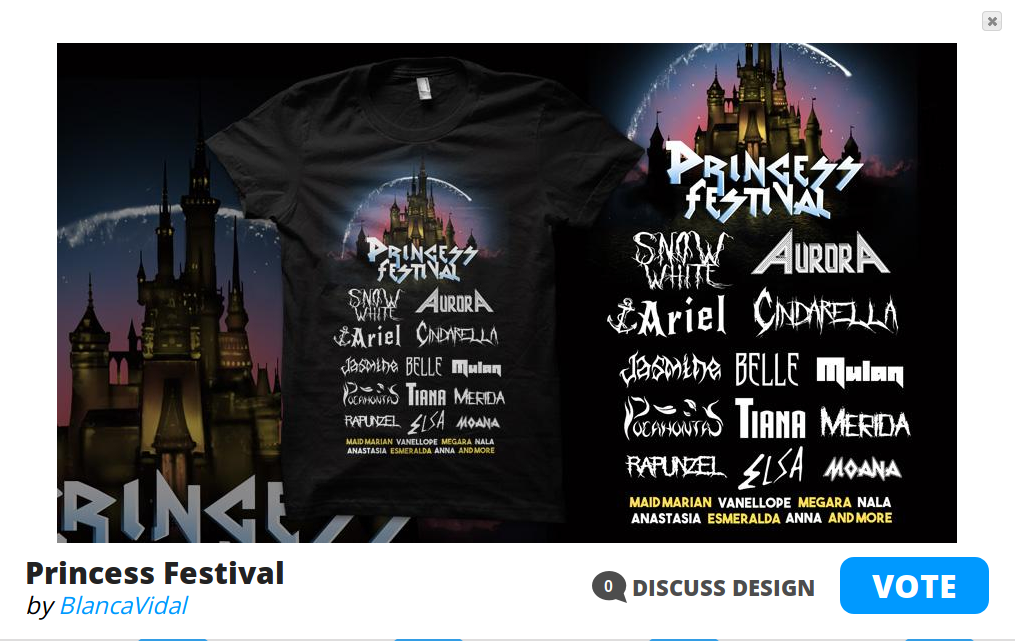 PRINCESS
FESTIVAL
SNOW WHITE AURORA
Ariel CINDARELLA
Jasmine BELLE Mulan
POCAHONTAS TIANA MERIDA
RAPUNZEL ELSA MOANA
MAID MARIAN VANELLOPE MEGARA NALA
ANASTASIA ESMERALDA ANNA AND MORE
PRINCESS
FESTIVAL
SNOW
WHITE
AURORA
Ariel CINDARELLA
Jasmine BELLE Mulan
POCAHONTAS TIANA MERIDA
RAPUNZEL ELSA MOANA
MAID MARIAN VANELLOPE MEGARA NALA
ANASTASIA ESMERALDA ANNA AND MORE
PRINCESS
Princess Festival
by BlancaVidal
0 DISCUSS DESIGN
VOTE